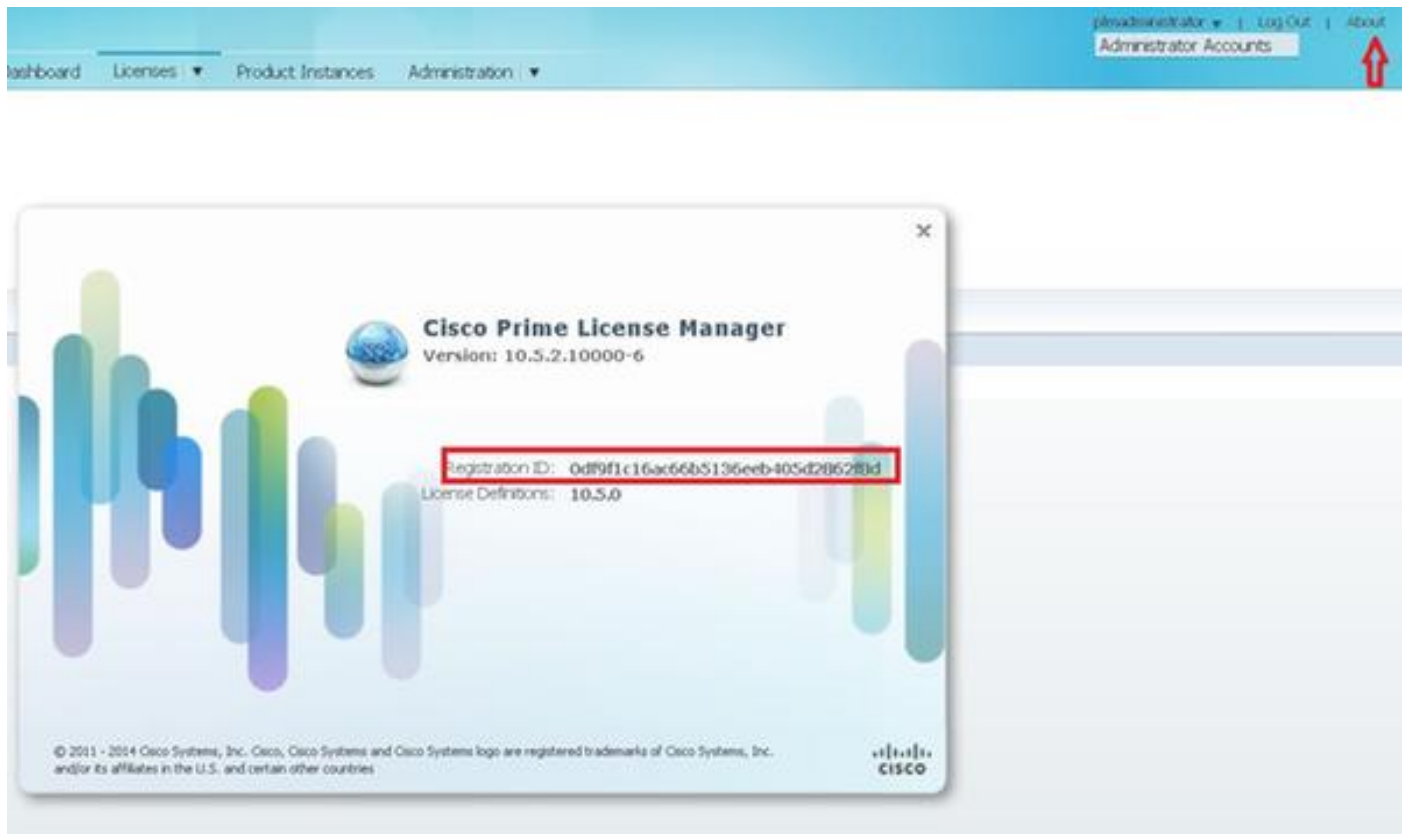 plmadministrator ▾ | Log Out | About
Administrator Accounts
Dashboard Licenses ▼ Product Instances Administration ▼
Cisco Prime License Manager
Version: 10.5.2.10000-6
Registration ID: 0df9f1c16ac66b5136eeb405d2862f8d
License Definitions: 10.5.0
© 2011 - 2014 Cisco Systems, Inc. Cisco, Cisco Systems and Cisco Systems logo are registered trademarks of Cisco Systems, Inc.
and/or its affiliates in the U.S. and certain other countries
CISCO